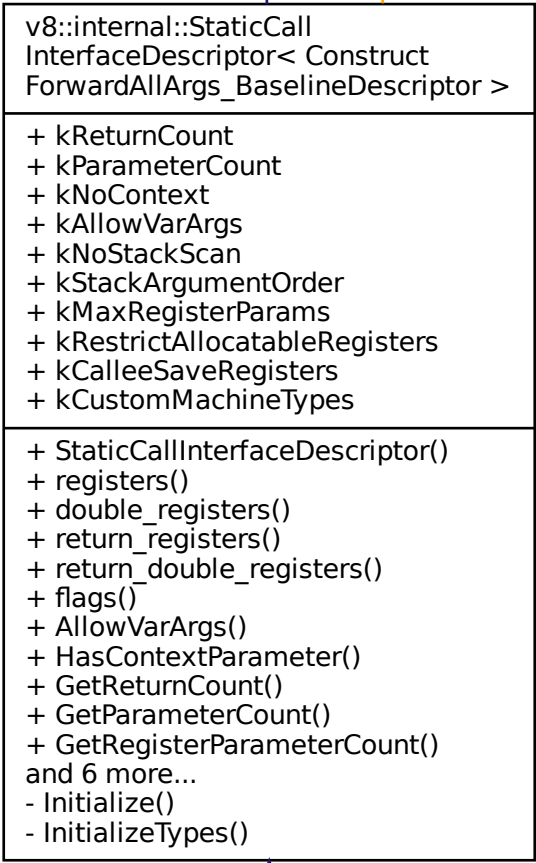 v8::internal::StaticCall
InterfaceDescriptor< Construct
ForwardAllArgs_BaselineDescriptor >
+ kReturnCount
+ kParameterCount
+ kNoContext
+ kAllowVarArgs
+ kNoStackScan
+ kStackArgumentOrder
+ kMaxRegisterParams
+ kRestrictAllocatableRegisters
+ kCalleeSaveRegisters
+ kCustomMachineTypes
+ StaticCallInterfaceDescriptor()
+ registers()
+ double_registers()
+ return_registers()
+ return_double_registers()
+ flags()
+ AllowVarArgs()
+ HasContextParameter()
+ GetReturnCount()
+ GetParameterCount()
+ GetRegisterParameterCount()
and 6 more...
- Initialize()
- InitializeTypes()